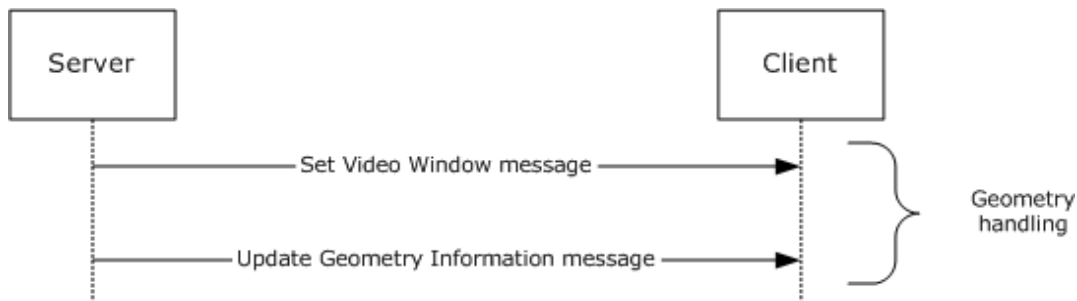 Server
Client
Set Video Window message
Geometry
handling
Update Geometry Information message